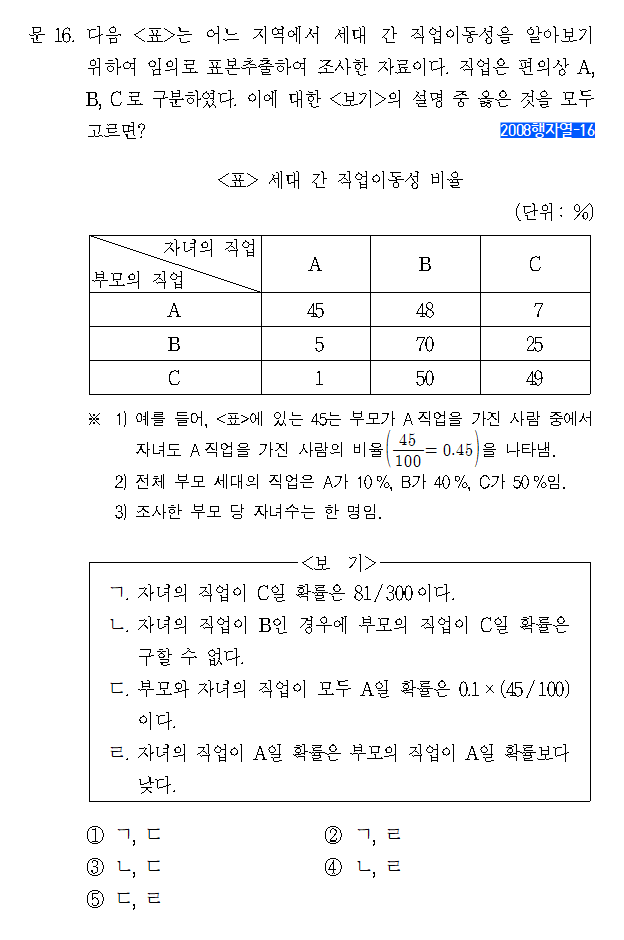 문 16. 다음 <표>는 어느 지역에서 세대 간 직업이동성을 알아보기
위하여 임의로 표본추출하여 조사한 자료이다. 직업은 편의상 A,
B, C로 구분하였다. 이에 대한 <보기>의 설명 중 옳은 것을 모두
고르면? 2008행자열-16
<표> 세대 간 직업이동성 비율
(단위: %)
자녀의 직업 A B C
부모의 직업
A 45 48 7
B 5 70 25
C 1 50 49
※ 1) 예를 들어, <표>에 있는 45는 부모가 A직업을 가진 사람 중에서
자녀도 A직업을 가진 사람의 비율(45/100=0.45)을 나타냄.
2) 전체 부모 세대의 직업은 A가 10%, B가 40%, C가 50%임.
3) 조사한 부모 당 자녀수는 한 명임.
<보 기>
ㄱ. 자녀의 직업이 C일 확률은 81/300이다.
ㄴ. 자녀의 직업이 B인 경우에 부모의 직업이 C일 확률은
구할 수 없다.
ㄷ. 부모와 자녀의 직업이 모두 A일 확률은 0.1×(45/100)
이다.
ㄹ. 자녀의 직업이 A일 확률은 부모의 직업이 A일 확률보다
낮다.
① ㄱ, ㄷ ② ㄱ, ㄹ
③ ㄴ, ㄷ ④ ㄴ, ㄹ
⑤ ㄷ, ㄹ